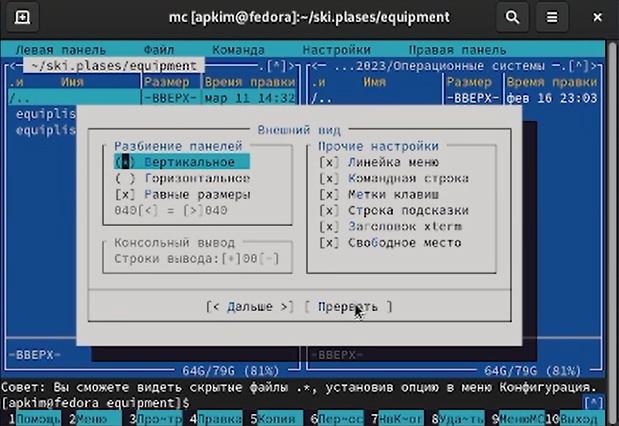 mc [apkim@fedora]:~/ski.plases/equipment
Левая панель Файл Команда Настройки Правая панель
<─ ~/ski.plases/equipment ─.[^]> <─ ...2023/Операционные системы ─.[^]>
.и Имя Размер Время правки .и Имя Размер Время правки
/.. -ВВЕРХ- мар 11 14:32 /.. -ВВЕРХ- фев 16 23:03
equiplis
equiplis
Внешний вид
Разбиение панелей
( ) Вертикальное
( ) Горизонтальное
[x] Равные размеры
040[<] = [>]040
Консольный вывод
Строки вывода:[+]00[-]
Прочие настройки
[x] Линейка меню
[x] Командная строка
[x] Метки клавиш
[x] Строка подсказки
[x] Заголовок xterm
[x] Свободное место
[< Дальше >] [ Прервать ]
-ВВЕРХ- -ВВЕРХ-
64G/79G (81%) 64G/79G (81%)
Совет: Вы сможете видеть скрытые файлы .*, установив опцию в меню Конфигурация.
[apkim@fedora equipment]$ [^]
1Помощь 2Меню 3Про~тр 4Правка 5Копия 6Пер~ос 7НвК~ог 8Уда~ть 9МенюMC 10Выход